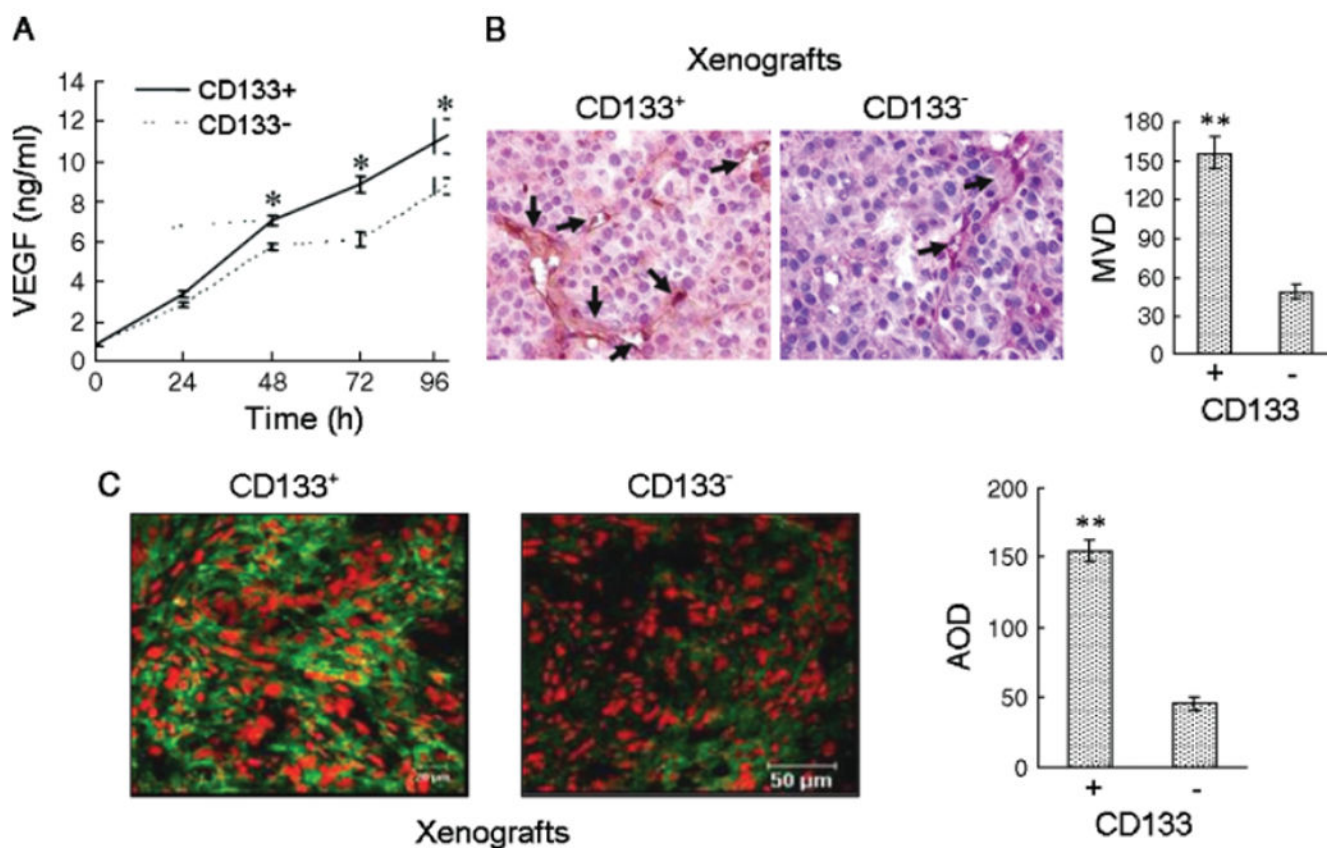 A
VEGF (ng/ml)
14
12
10
8
6
4
2
0
CD133+
CD133-
*
*
*
0 24 48 72 96
Time (h)
B
Xenografts
CD133⁺ CD133⁻
MVD
180
150
120
90
60
30
0
**
+ -
CD133
C
CD133⁺ CD133⁻
50 µm
Xenografts
AOD
200
150
100
50
0
**
+ -
CD133